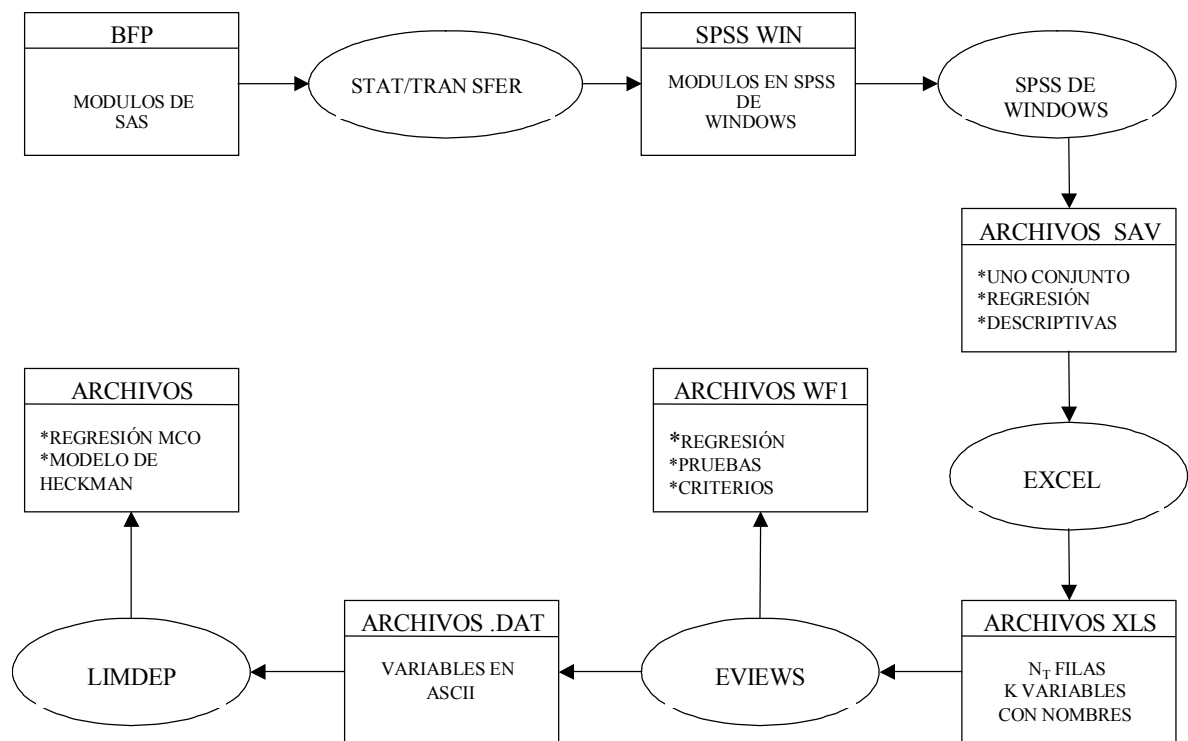 BFP
MODULOS DE
SAS
STAT/TRAN SFER
SPSS WIN
MODULOS EN SPSS
DE
WINDOWS
SPSS DE
WINDOWS
ARCHIVOS SAV
*UNO CONJUNTO
*REGRESIÓN
*DESCRIPTIVAS
EXCEL
ARCHIVOS XLS
N_T FILAS
K VARIABLES
CON NOMBRES
EVIEWS
ARCHIVOS WF1
*REGRESIÓN
*PRUEBAS
*CRITERIOS
ARCHIVOS .DAT
VARIABLES EN
ASCII
LIMDEP
ARCHIVOS
*REGRESIÓN MCO
*MODELO DE
HECKMAN